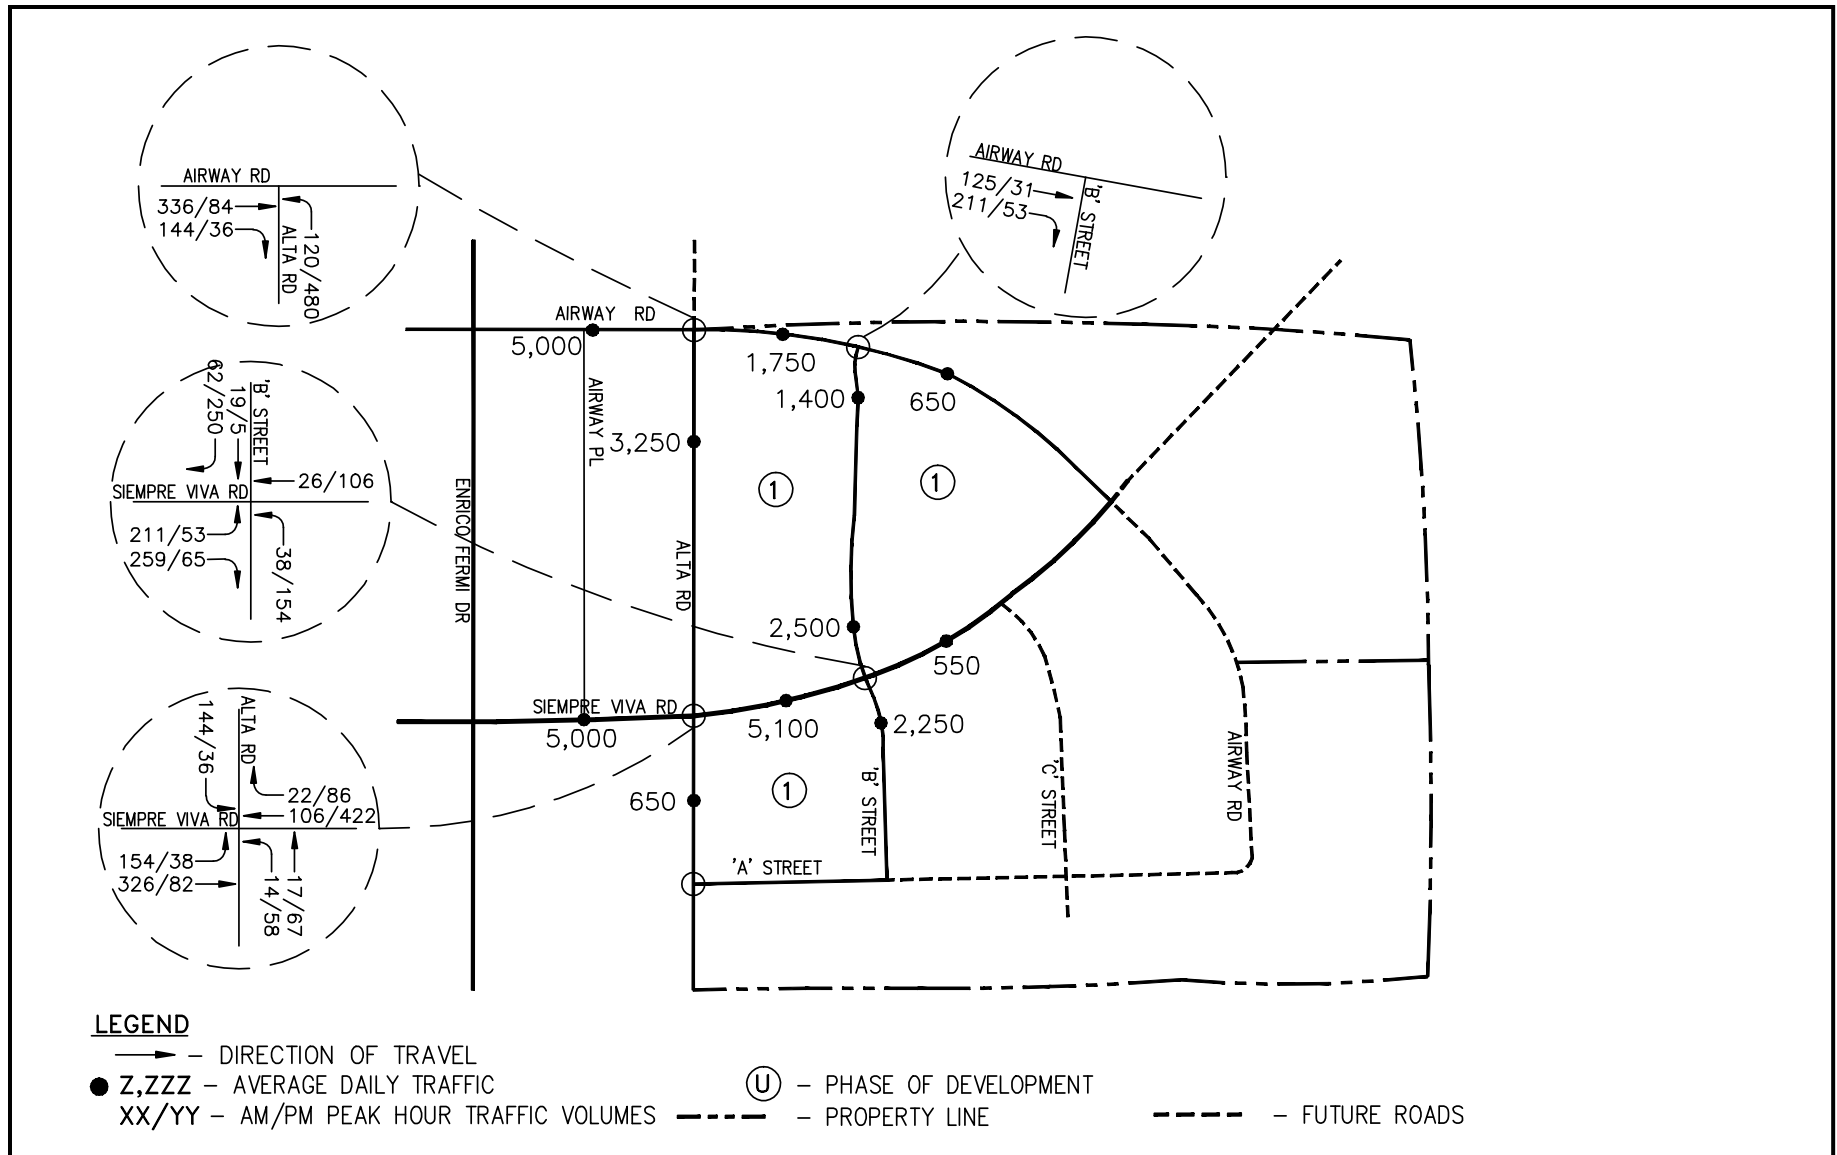 AIRWAY RD
336/84
144/36
ALTA RD
120/480
AIRWAY RD
125/31
211/53
'B' STREET
AIRWAY RD
5,000
1,750
1,400
650
AIRWAY PL
3,250
1
1
62/250
19/5
'B' STREET
26/106
SIEMPRE VIVA RD
211/53
259/65
38/154
ENRICO FERMI DR
ALTA RD
2,500
550
SIEMPRE VIVA RD
5,000
5,100
2,250
144/36
ALTA RD
22/86
106/422
SIEMPRE VIVA RD
154/38
326/82
14/58
17/67
650
1
'B' STREET
'C' STREET
AIRWAY RD
'A' STREET
LEGEND
– DIRECTION OF TRAVEL
Z,ZZZ – AVERAGE DAILY TRAFFIC
U – PHASE OF DEVELOPMENT
XX/YY – AM/PM PEAK HOUR TRAFFIC VOLUMES
– PROPERTY LINE
– FUTURE ROADS